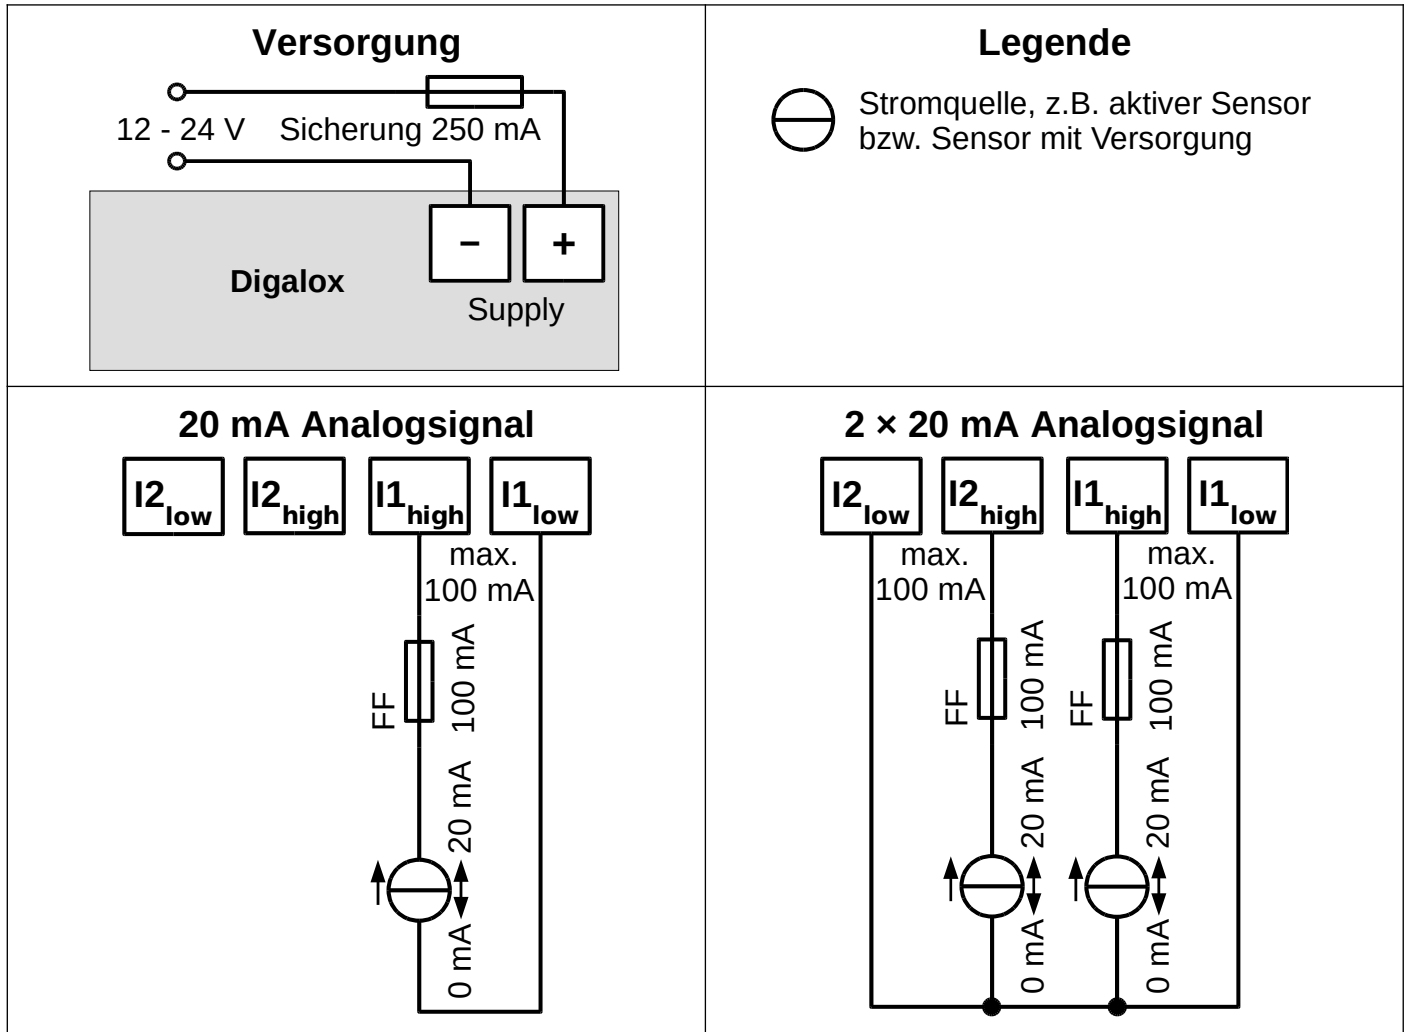 Versorgung
12 - 24 V Sicherung 250 mA
− +
Digalox
Supply
Legende
Stromquelle, z.B. aktiver Sensor
bzw. Sensor mit Versorgung
20 mA Analogsignal
I2low I2high I1high I1low
max.
100 mA
FF 100 mA
20 mA
0 mA
2 × 20 mA Analogsignal
I2low I2high I1high I1low
max. max.
100 mA 100 mA
FF 100 mA FF 100 mA
20 mA 20 mA
0 mA 0 mA